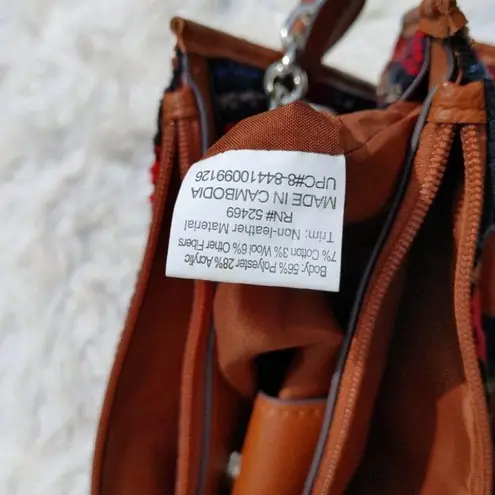 Body: 56% Polyester 28% Acrylic
7% Cotton 3% Wool 6% Other Fibers
Trim: Non-leather Material
RN# 52469
MADE IN CAMBODIA
UPC#8-84410099126